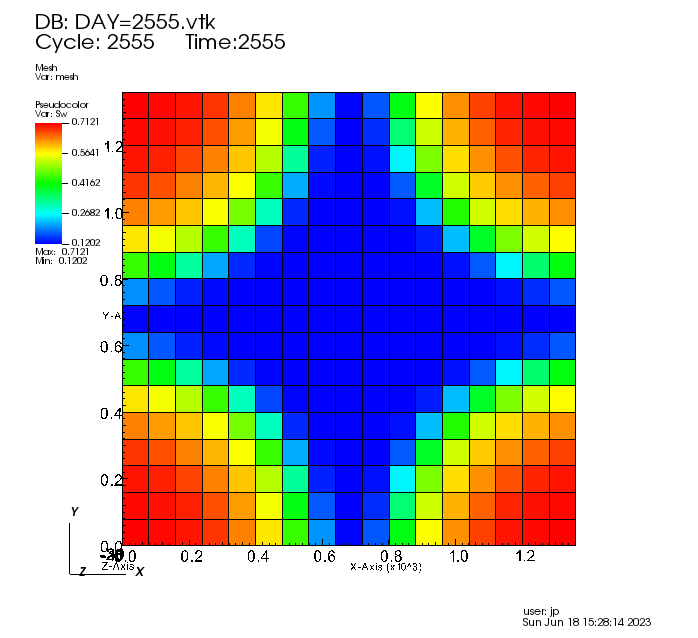 DB: DAY=2555.vtk
Cycle: 2555 Time:2555
Mesh
Var: mesh
Pseudocolor
Var: Sw
0.7121
0.5641
0.4162
0.2682
0.1202
Max: 0.7121
Min: 0.1202
1.2
1.0
0.8
Y-A
0.6
0.4
0.2
0.0
0.0 0.2 0.4 0.6 0.8 1.0 1.2
Z-Axis
X-Axis (x10^3)
Y
Z X
user: jp
Sun Jun 18 15:28:14 2023